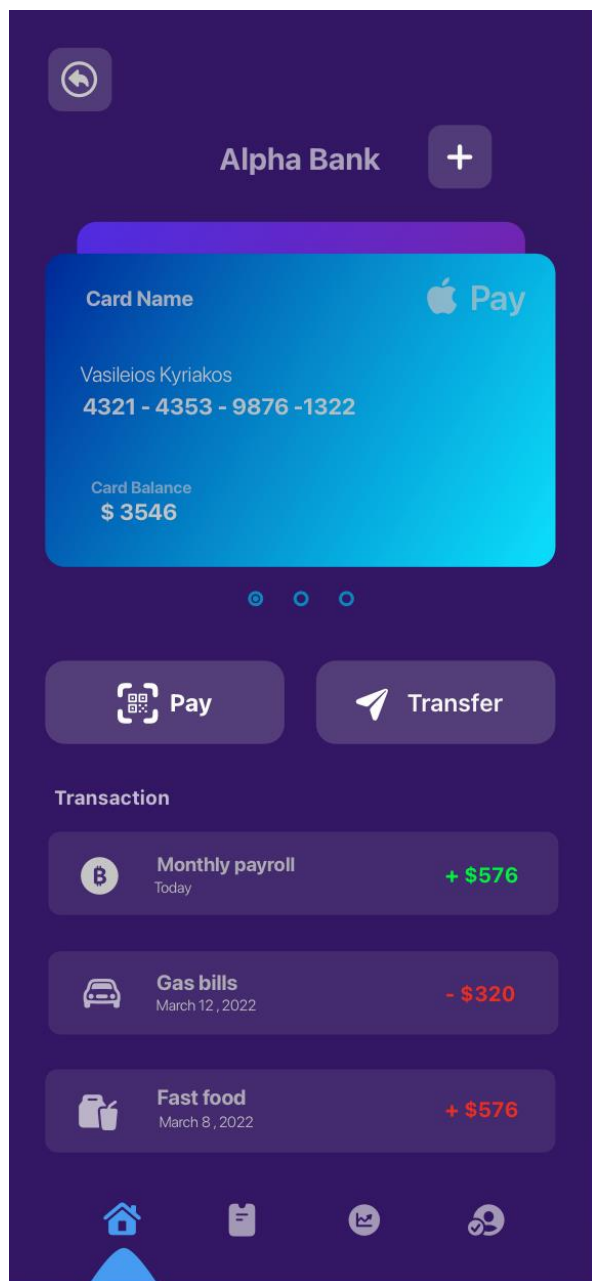 Alpha Bank
Card Name
Pay
Vasileios Kyriakos
4321 - 4353 - 9876 -1322
Card Balance
$ 3546
Pay
Transfer
Transaction
Monthly payroll
Today
+ $576
Gas bills
March 12 , 2022
- $320
Fast food
March 8 , 2022
+ $576